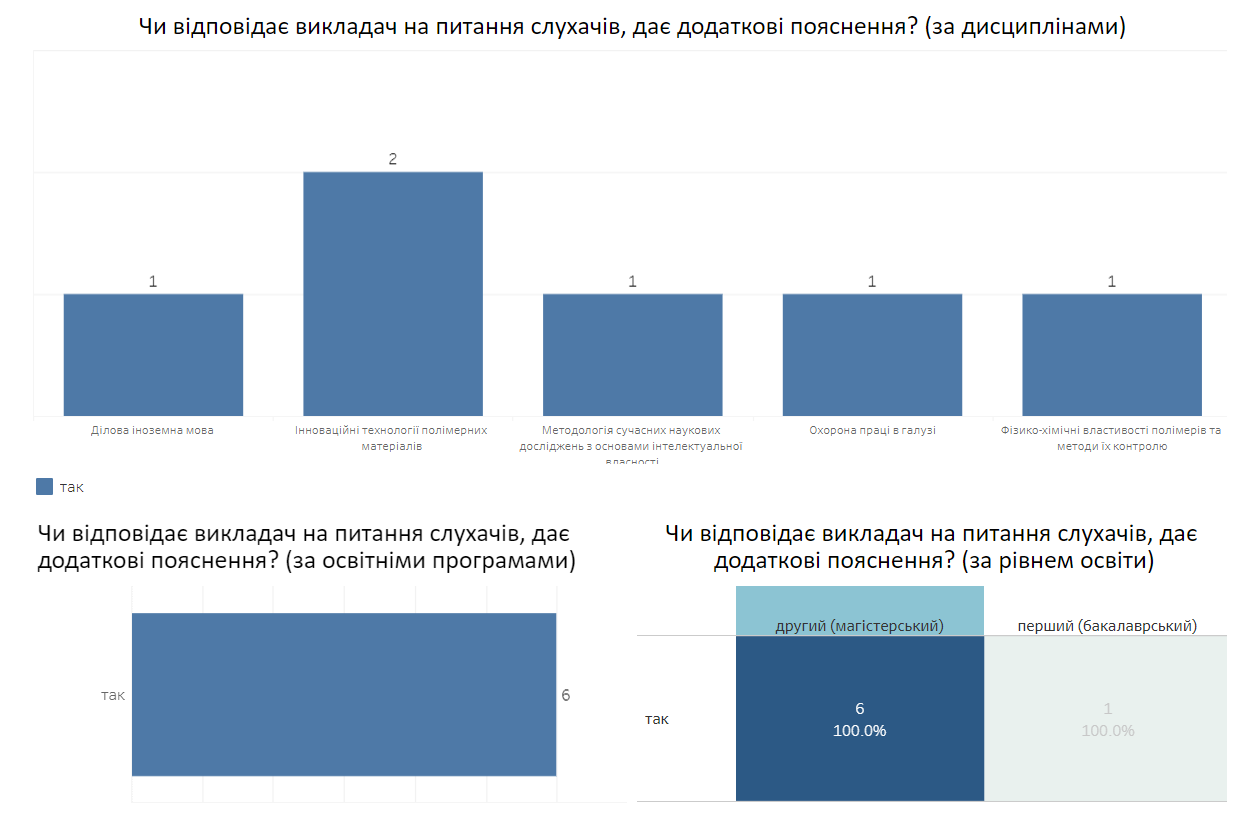 Чи відповідає викладач на питання слухачів, дає додаткові пояснення? (за дисциплінами)
2
1
1
1
1
Ділова іноземна мова
Інноваційні технології полімерних
матеріалів
Методологія сучасних наукових
досліджень з основами інтелектуальної
власності
Охорона праці в галузі
Фізико-хімічні властивості полімерів та
методи їх контролю
так
Чи відповідає викладач на питання слухачів, дає
додаткові пояснення? (за освітніми програмами)
так
6
Чи відповідає викладач на питання слухачів, дає
додаткові пояснення? (за рівнем освіти)
другий (магістерський)
перший (бакалаврський)
так
6
100.0%
1
100.0%